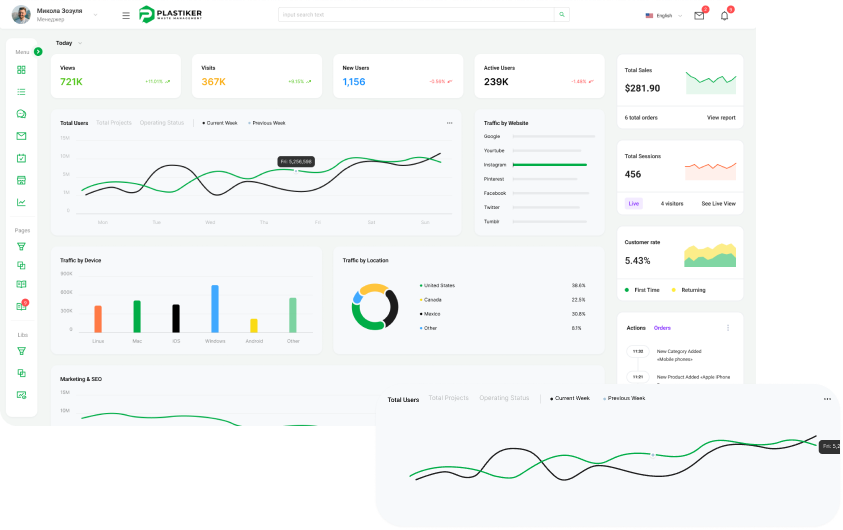 Микола Зозуля
Менеджер
PLASTIKER
WASTE MANAGEMENT
Input search text
English
2
5
Menu
Today
Views
721K
+11.01%
Visits
367K
+9.15%
New Users
1,156
-0.56%
Active Users
239K
-1.48%
Total Sales
$281.90
6 total orders
View report
Total Users
Total Projects
Operating Status
Current Week
Previous Week
15M
10M
5M
1M
0
Fri: 5,256,598
Mon
Tue
Wed
Thu
Fri
Sat
Sun
Traffic by Website
Google
Youtube
Instagram
Pinterest
Facebook
Twitter
Tumblr
Total Sessions
456
Live
4 visitors
See Live View
Pages
Customer rate
5.43%
First Time
Returning
Traffic by Device
600K
300K
0
Linux
Mac
iOS
Windows
Android
Other
Traffic by Location
United States
38.6%
Canada
22.5%
Mexico
30.8%
Other
8.1%
Libs
Actions
Orders
11:32
New Category Added
«Mobile phones»
11:21
New Product Added «Apple iPhone
Marketing & SEO
15M
10M
Total Users
Total Projects
Operating Status
Current Week
Previous Week
Fri: 5,2